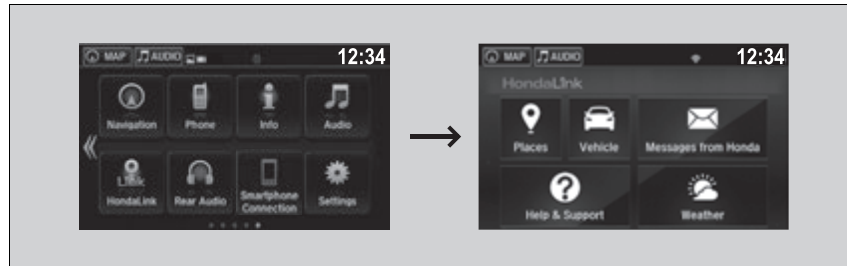 MAP AUDIO 12:34
Navigation Phone Info Audio
HondaLink Rear Audio Smartphone Connection Settings
MAP AUDIO 12:34
HondaLink
Places Vehicle Messages from Honda
Help & Support Weather